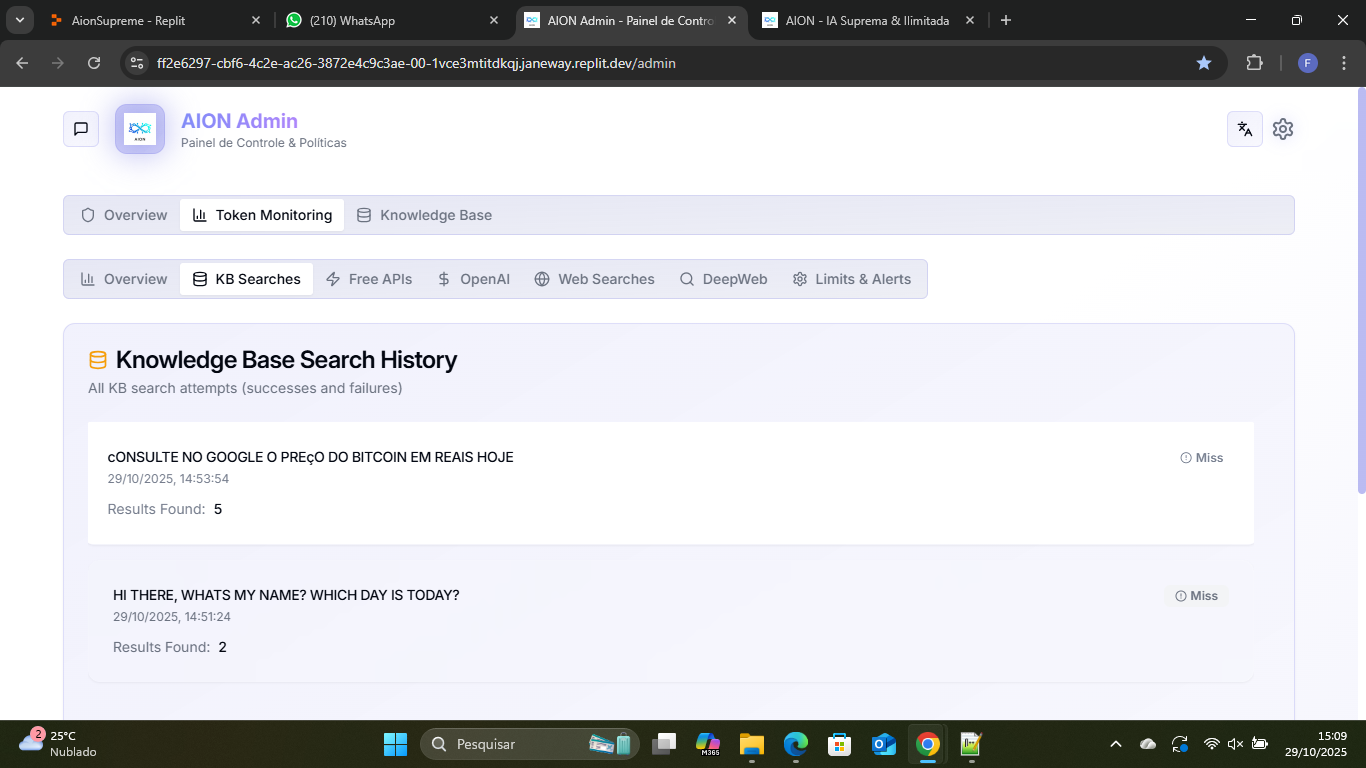 AionSupreme - Replit
(210) WhatsApp
AION Admin - Painel de Contro
AION - IA Suprema & Ilimitada
ff2e6297-cbf6-4c2e-ac26-3872e4c9c3ae-00-1vce3mtitdkqj.janeway.replit.dev/admin
F
AION
AION Admin
Painel de Controle & Políticas
Overview
Token Monitoring
Knowledge Base
Overview
KB Searches
Free APIs
OpenAI
Web Searches
DeepWeb
Limits & Alerts
Knowledge Base Search History
All KB search attempts (successes and failures)
cONSULTE NO GOOGLE O PREçO DO BITCOIN EM REAIS HOJE
Miss
29/10/2025, 14:53:54
Results Found: 5
HI THERE, WHATS MY NAME? WHICH DAY IS TODAY?
Miss
29/10/2025, 14:51:24
Results Found: 2
2
25°C
Nublado
Pesquisar
M365
15:09
29/10/2025